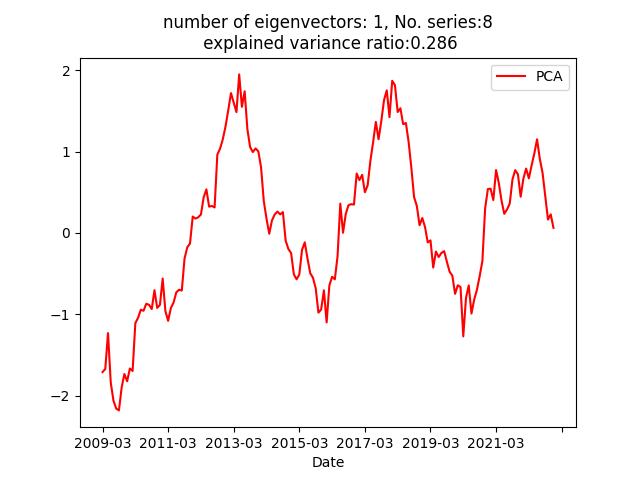 number of eigenvectors: 1, No. series:8
explained variance ratio:0.286
PCA
2
1
0
−1
−2
2009-03 2011-03 2013-03 2015-03 2017-03 2019-03 2021-03
Date